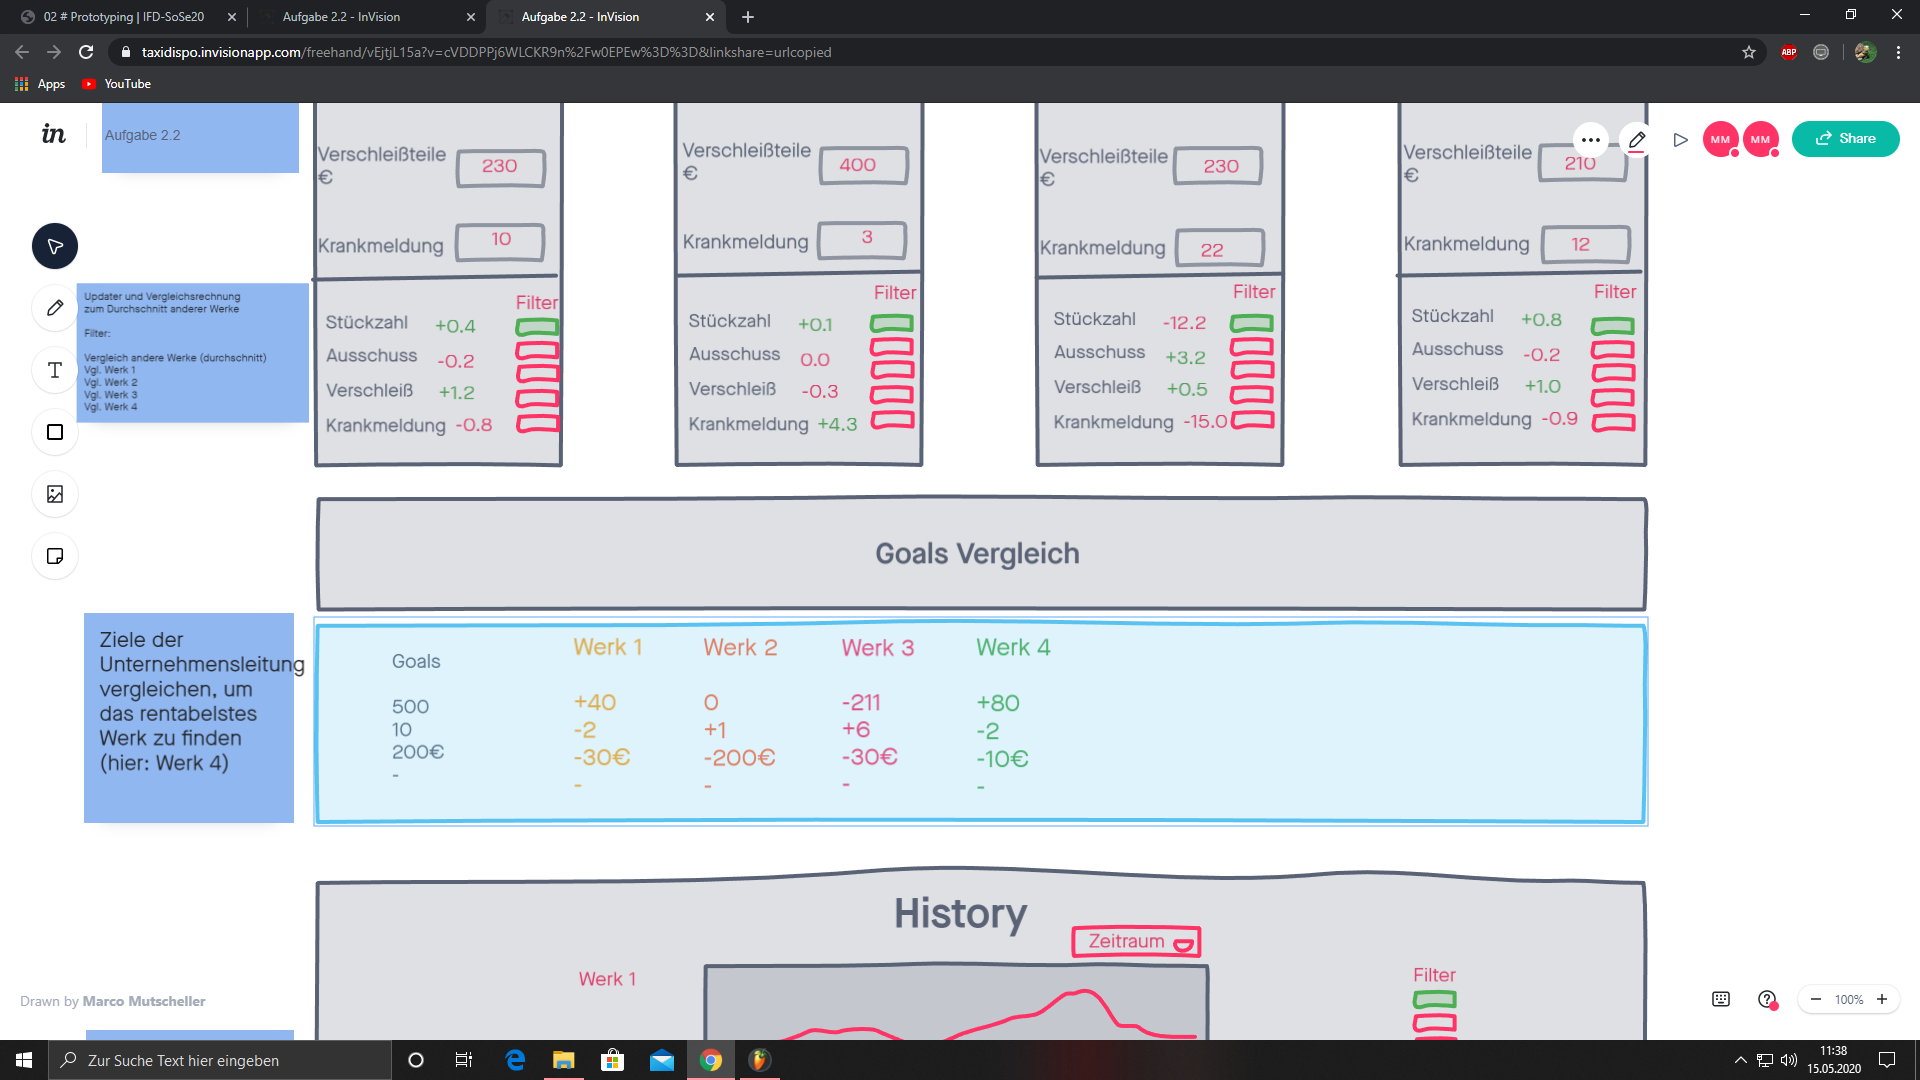 02 # Prototyping | IFD-SoSe20
Aufgabe 2.2 - InVision
Aufgabe 2.2 - InVision
taxidispo.invisionapp.com/freehand/vEjtjL15a?v=cVDDPPj6WLCKR9n%2Fw0EPEw%3D%3D&linkshare=urlcopied
ABP
Apps
YouTube
in
Aufgabe 2.2
MM
MM
Share
Verschleißteile
€
230
Krankmeldung
10
Filter
Stückzahl +0.4
Ausschuss -0.2
Verschleiß +1.2
Krankmeldung -0.8
Verschleißteile
€
400
Krankmeldung
3
Filter
Stückzahl +0.1
Ausschuss 0.0
Verschleiß -0.3
Krankmeldung +4.3
Verschleißteile
€
230
Krankmeldung
22
Filter
Stückzahl -12.2
Ausschuss +3.2
Verschleiß +0.5
Krankmeldung -15.0
Verschleißteile
€
210
Krankmeldung
12
Filter
Stückzahl +0.8
Ausschuss -0.2
Verschleiß +1.0
Krankmeldung -0.9
T
Updater und Vergleichsrechnung
zum Durchschnitt anderer Werke
Filter:
Vergleich andere Werke (durchschnitt)
Vgl. Werk 1
Vgl. Werk 2
Vgl. Werk 3
Vgl. Werk 4
Goals Vergleich
Ziele der
Unternehmensleitung
vergleichen, um
das rentabelstes
Werk zu finden
(hier: Werk 4)
Goals Werk 1 Werk 2 Werk 3 Werk 4
500 +40 0 -211 +80
10 -2 +1 +6 -2
200€ -30€ -200€ -30€ -10€
- - - - -
History
Zeitraum
Werk 1
Filter
Drawn by Marco Mutscheller
100%
Zur Suche Text hier eingeben
11:38
15.05.2020